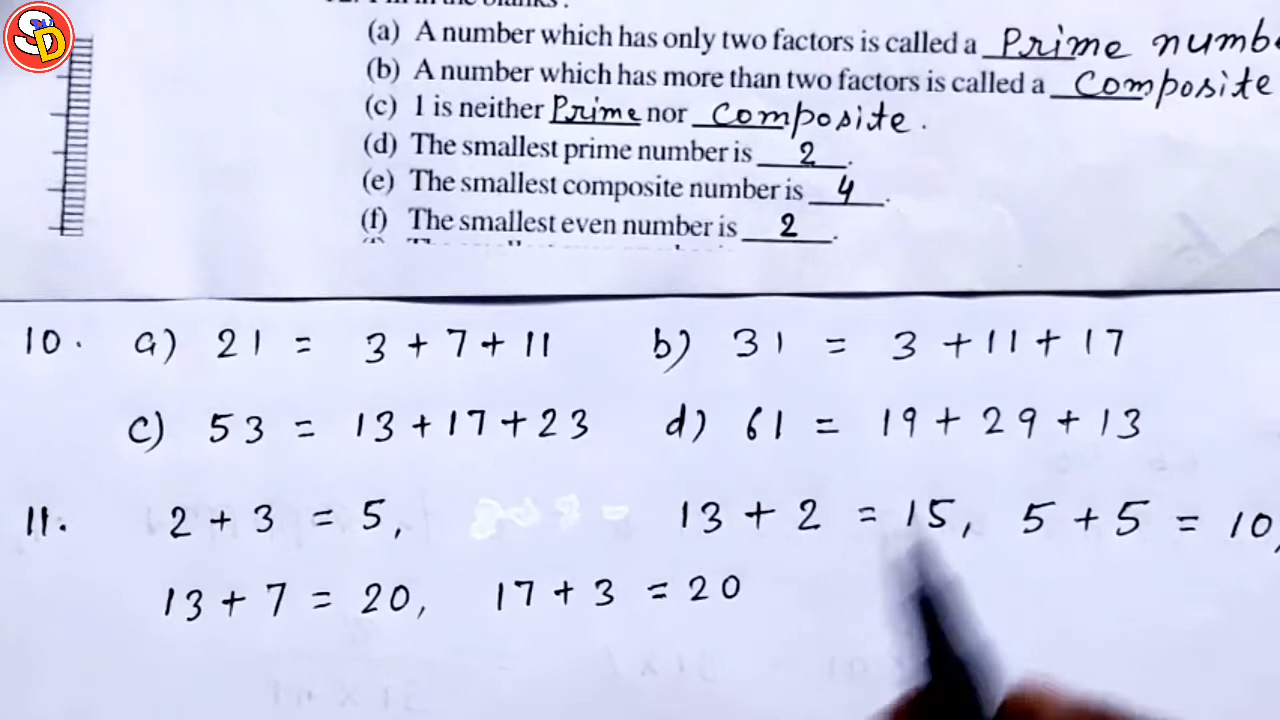 SD
(a) A number which has only two factors is called a Prime
(b) A number which has more than two factors is called a Composite
(c) 1 is neither Prime nor Composite.
(d) The smallest prime number is 2.
(e) The smallest composite number is 4.
(f) The smallest even number is 2.
10. a) 21 = 3 + 7 + 11 b) 31 = 3 + 11 + 17
c) 53 = 13 + 17 + 23 d) 61 = 19 + 29 + 13
11. 2 + 3 = 5, 13 + 2 = 15, 5 + 5 = 10,
13 + 7 = 20, 17 + 3 = 20